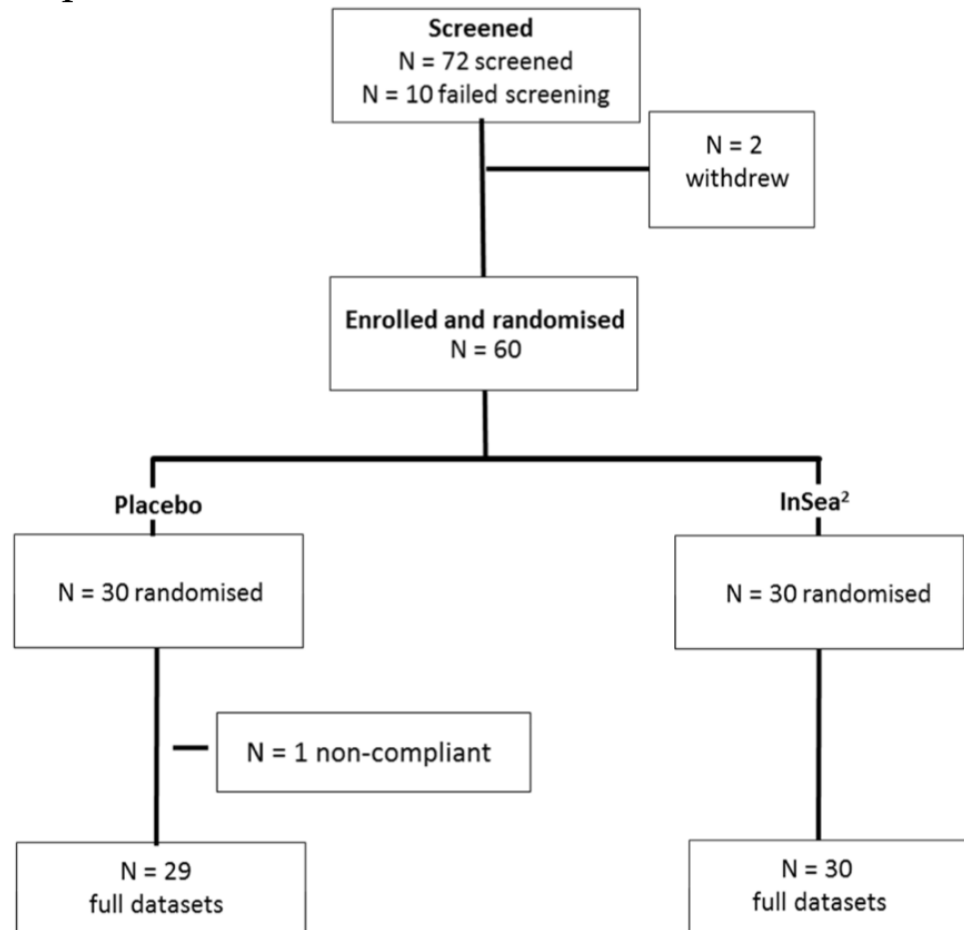 Screened
N = 72 screened
N = 10 failed screening
N = 2
withdrew
Enrolled and randomised
N = 60
Placebo
InSea²
N = 30 randomised
N = 30 randomised
N = 1 non-compliant
N = 29
full datasets
N = 30
full datasets